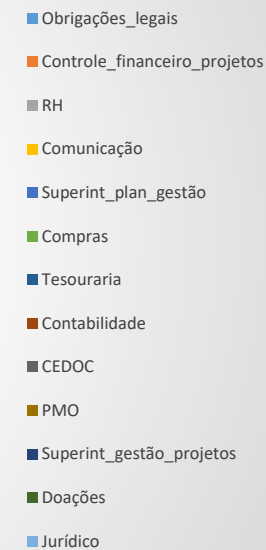 Obrigações_legais
Controle_financeiro_projetos
RH
Comunicação
Superint_plan_gestão
Compras
Tesouraria
Contabilidade
CEDOC
PMO
Superint_gestão_projetos
Doações
Jurídico